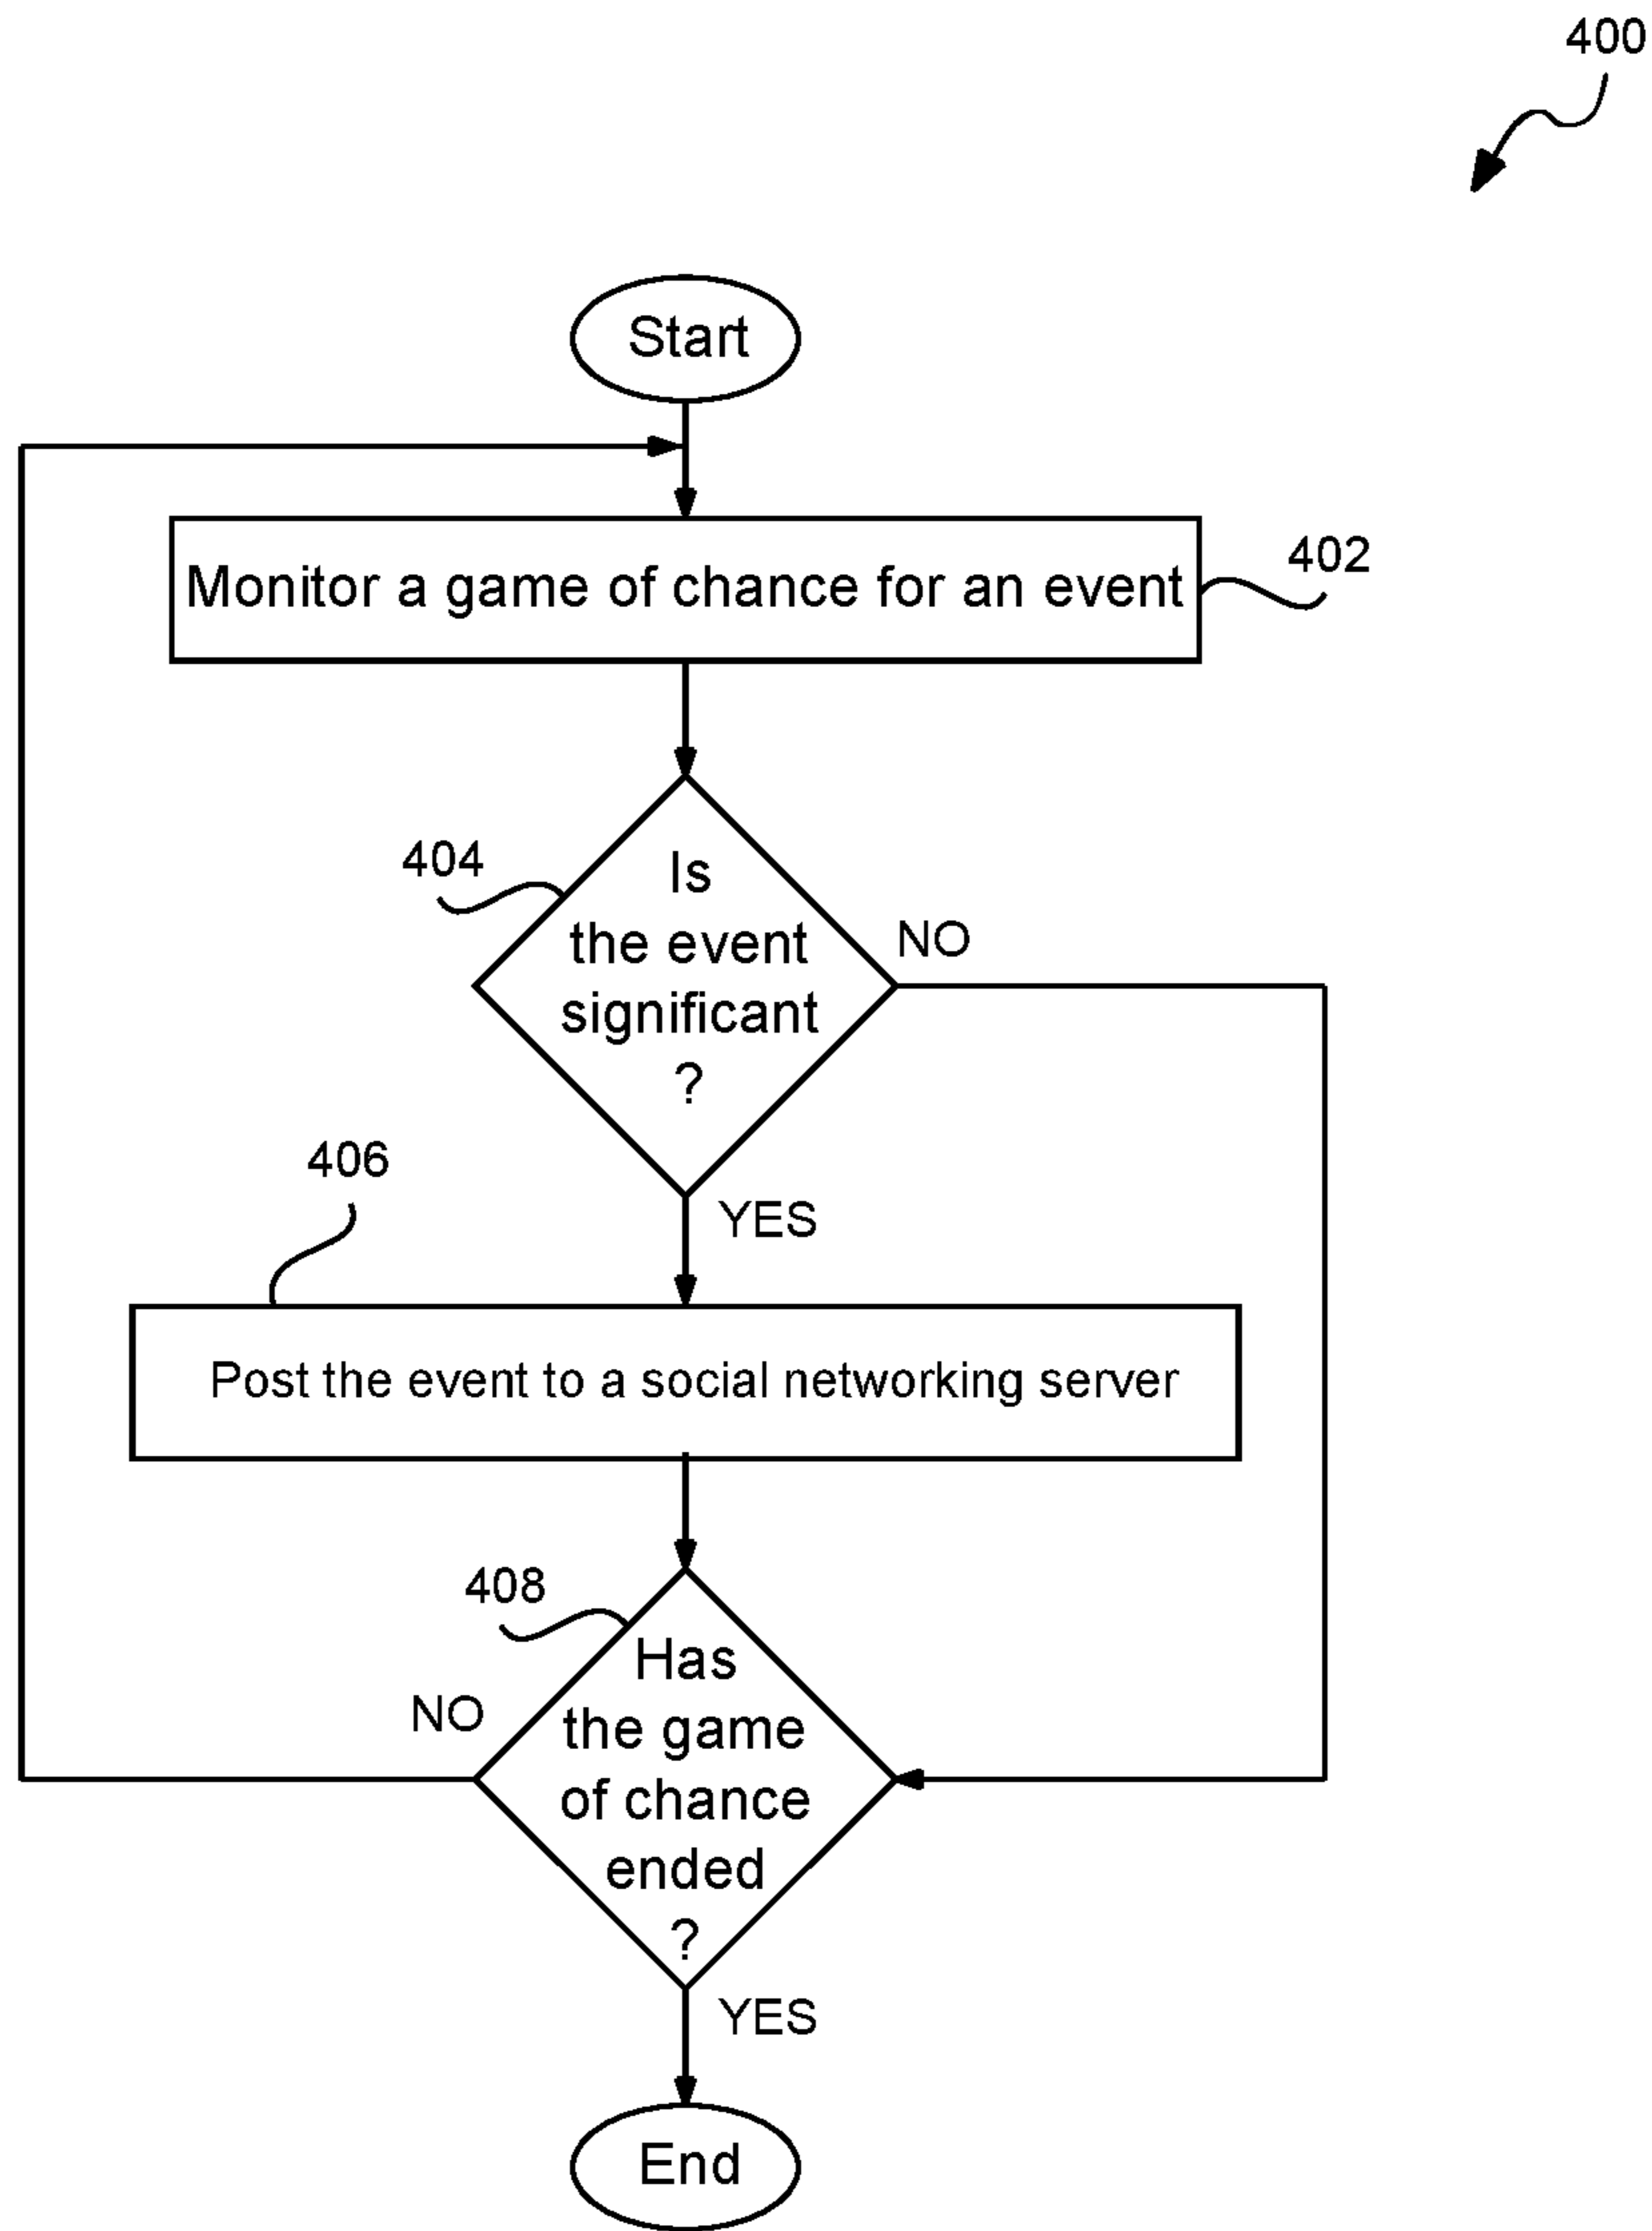 400
Start
Monitor a game of chance for an event
402
404
Is
the event
significant
?
NO
YES
406
Post the event to a social networking server
408
Has
the game
of chance
ended
?
NO
YES
End